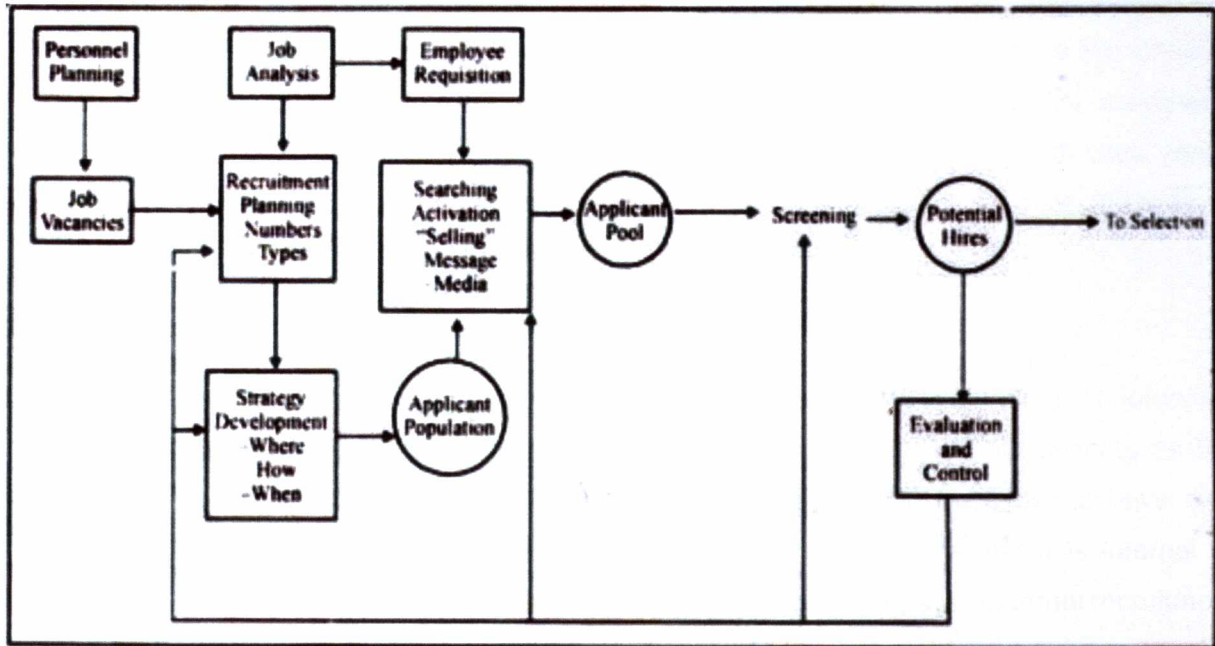 Personnel
Planning
Job
Analysis
Employee
Requisition
Job
Vacancies
Recruitment
Planning
Numbers
Types
Searching
Activation
"Selling"
Message
Media
Applicant
Pool
Screening
Potential
Hires
To Selection
Strategy
Development
-Where
How
-When
Applicant
Population
Evaluation
and
Control